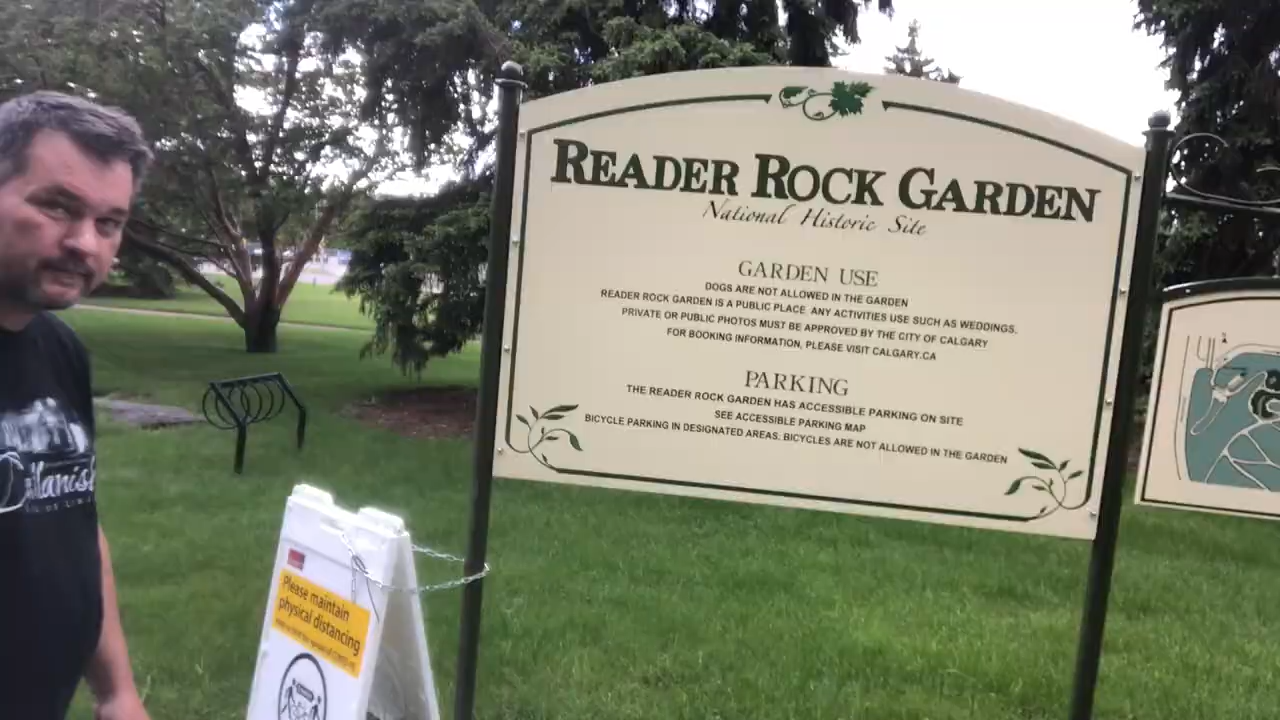 READER ROCK GARDEN
National Historic Site
GARDEN USE
DOGS ARE NOT ALLOWED IN THE GARDEN
READER ROCK GARDEN IS A PUBLIC PLACE. ANY ACTIVITIES USE SUCH AS WEDDINGS,
PRIVATE OR PUBLIC PHOTOS MUST BE APPROVED BY THE CITY OF CALGARY
FOR BOOKING INFORMATION, PLEASE VISIT CALGARY.CA
PARKING
THE READER ROCK GARDEN HAS ACCESSIBLE PARKING ON SITE
SEE ACCESSIBLE PARKING MAP
BICYCLE PARKING IN DESIGNATED AREAS. BICYCLES ARE NOT ALLOWED IN THE GARDEN
Please maintain
physical distancing